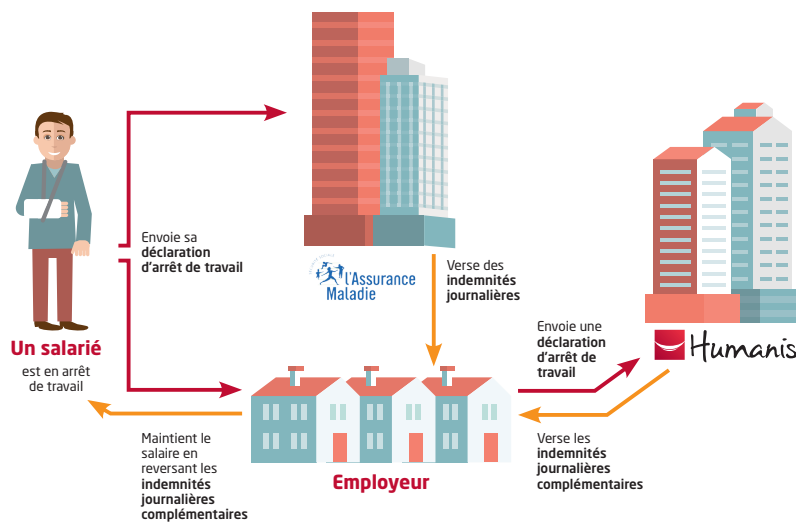 Envoie sa
déclaration
d'arrêt de travail
l'Assurance
Maladie
Verse des
indemnités
journalières
Un salarié
est en arrêt
de travail
Envoie une
déclaration
d'arrêt de
travail
Humanis
Maintient le
salaire en
reversant les
indemnités
journalières
complémentaires
Employeur
Verse les
indemnités
journalières
complémentaires